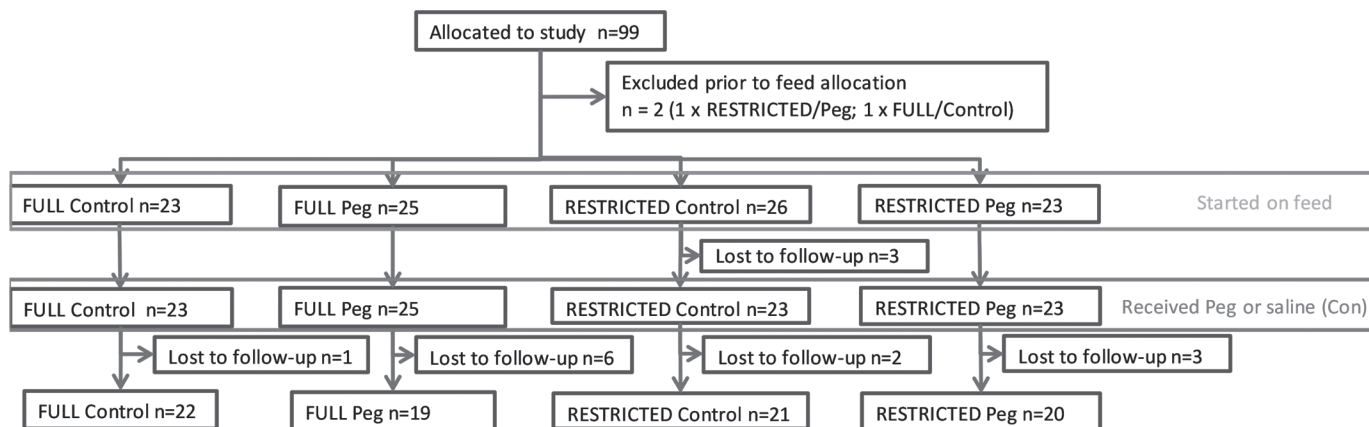 Allocated to study n=99
Excluded prior to feed allocation
n = 2 (1 x RESTRICTED/Peg; 1 x FULL/Control)
FULL Control n=23
FULL Peg n=25
RESTRICTED Control n=26
RESTRICTED Peg n=23
Started on feed
Lost to follow-up n=3
FULL Control n=23
FULL Peg n=25
RESTRICTED Control n=23
RESTRICTED Peg n=23
Received Peg or saline (Con)
Lost to follow-up n=1
Lost to follow-up n=6
Lost to follow-up n=2
Lost to follow-up n=3
FULL Control n=22
FULL Peg n=19
RESTRICTED Control n=21
RESTRICTED Peg n=20